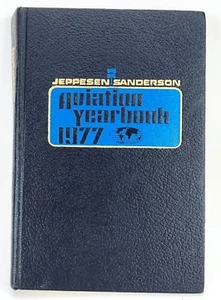 JEPPESEN SANDERSON
Aviation
Yearbook
1977